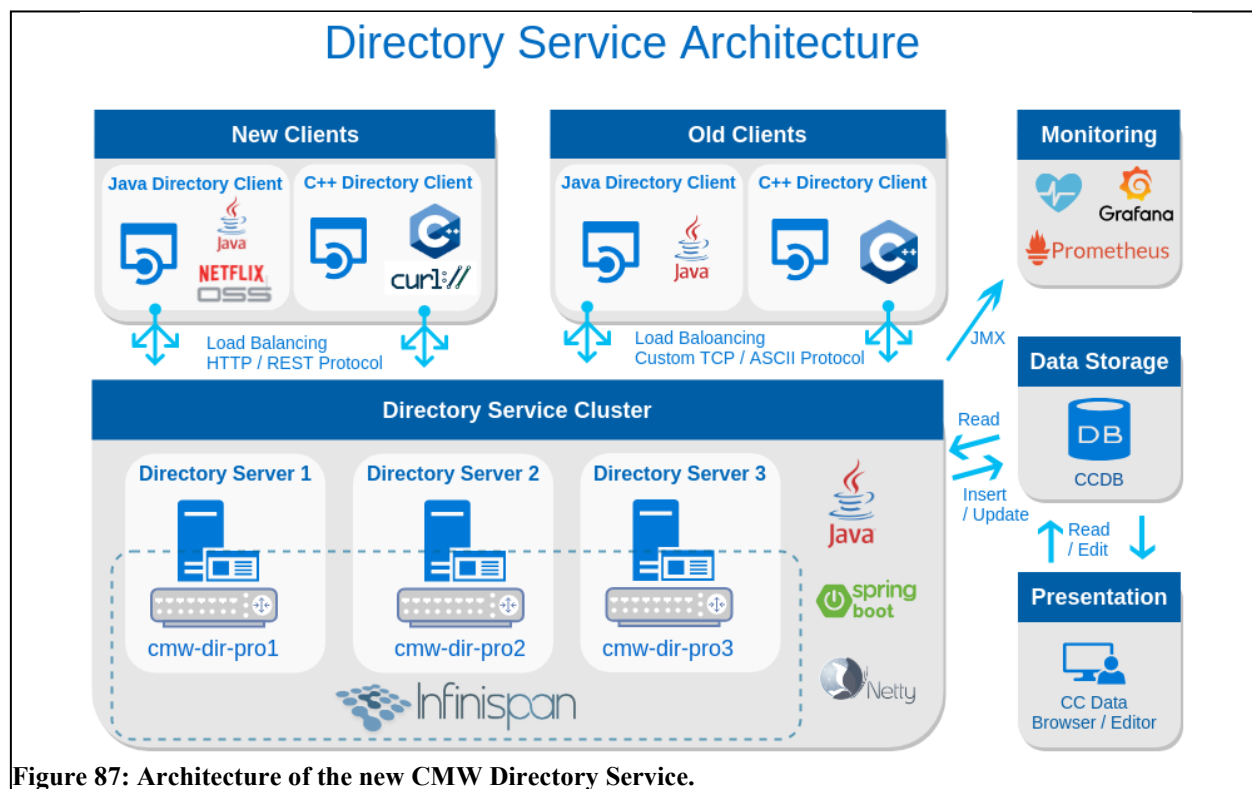 Directory Service Architecture
New Clients
Java Directory Client
Java
NETFLIX
OSS
C++ Directory Client
C++
curl://
Old Clients
Java Directory Client
Java
C++ Directory Client
C++
Monitoring
Grafana
Prometheus
Load Balancing
HTTP / REST Protocol
Load Baloancing
Custom TCP / ASCII Protocol
JMX
Directory Service Cluster
Directory Server 1
cmw-dir-pro1
Directory Server 2
cmw-dir-pro2
Directory Server 3
cmw-dir-pro3
Infinispan
Java
spring
boot
Netty
Read
Insert
/ Update
Data Storage
DB
CCDB
Read
/ Edit
Presentation
CC Data
Browser / Editor
Figure 87: Architecture of the new CMW Directory Service.